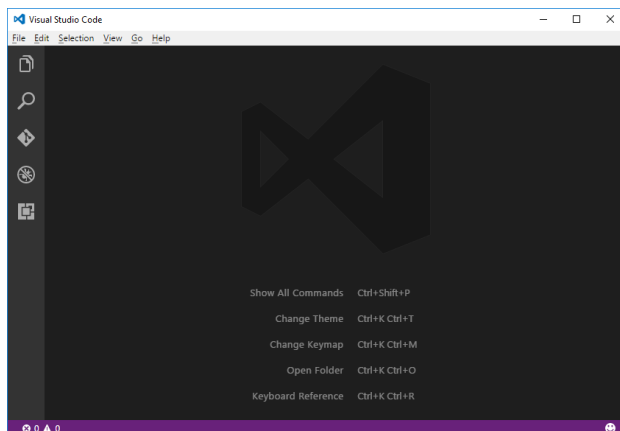 Visual Studio Code
File Edit Selection View Go Help
Show All Commands Ctrl+Shift+P
Change Theme Ctrl+K Ctrl+T
Change Keymap Ctrl+K Ctrl+M
Open Folder Ctrl+K Ctrl+O
Keyboard Reference Ctrl+K Ctrl+R
0 0